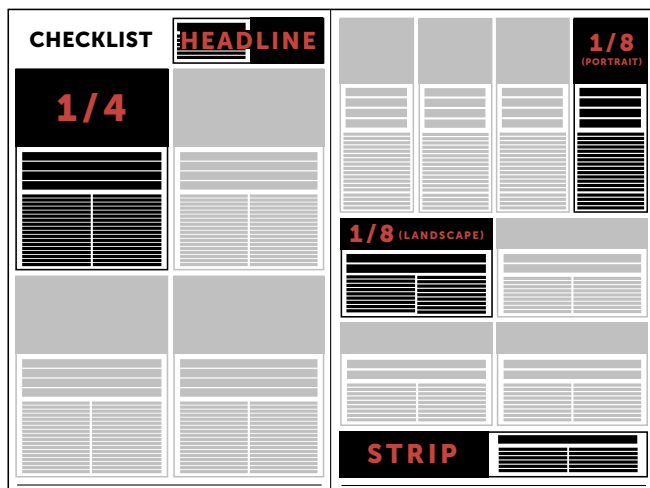 CHECKLIST
HEADLINE
1/4
1/8
(PORTRAIT)
1/8 (LANDSCAPE)
STRIP